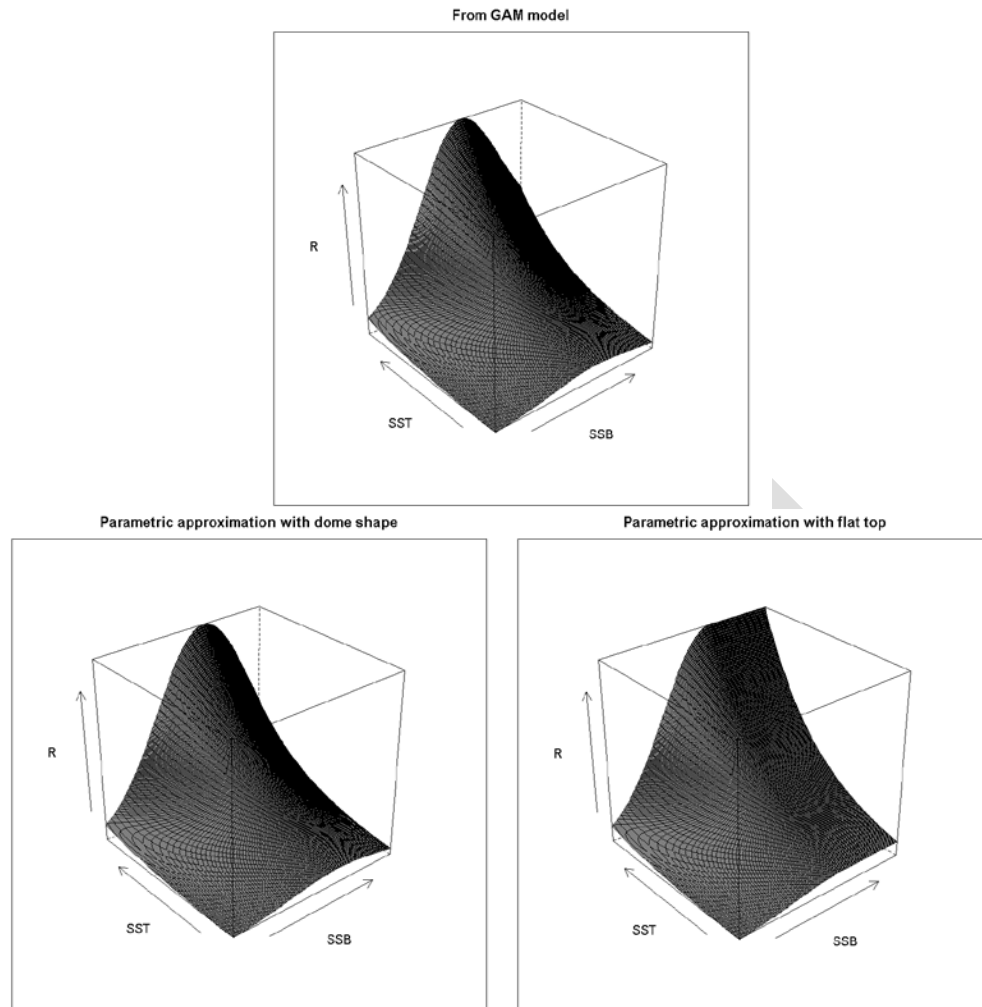 From GAM model
R
SST
SSB
Parametric approximation with dome shape
R
SST
SSB
Parametric approximation with flat top
R
SST
SSB